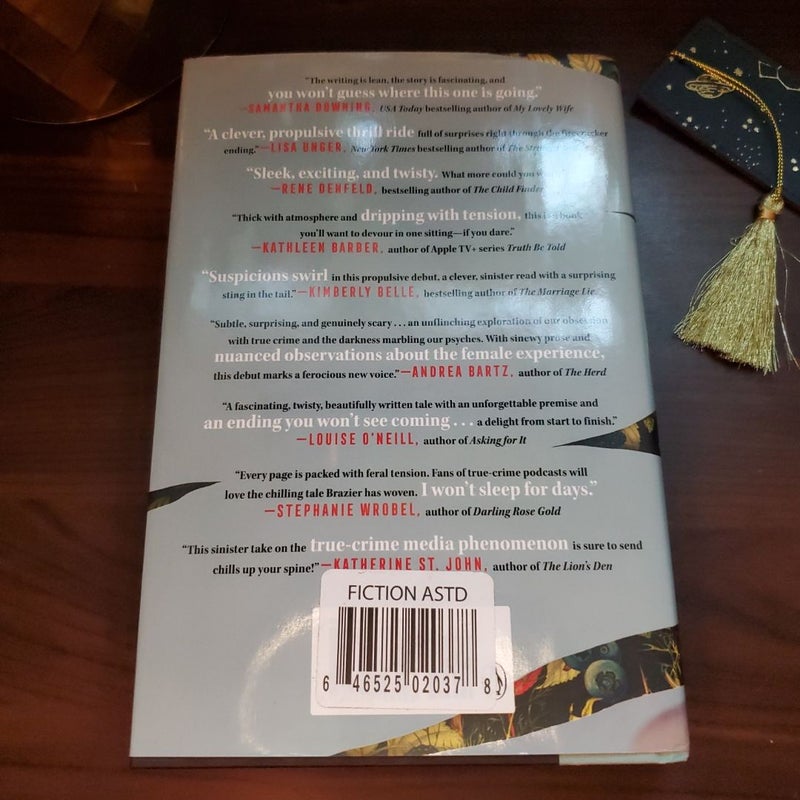 "The writing is lean, the story is fascinating, and
you won't guess where this one is going."
—SAMANTHA DOWNING, USA Today bestselling author of My Lovely Wife
"A clever, propulsive thrill ride full of surprises right through the firecracker
ending."—LISA UNGER, New York Times bestselling author of The
"Sleek, exciting, and twisty. What more could you
—RENE DENFELD, bestselling author of The Child Finder
"Thick with atmosphere and dripping with tension, this is a book
you'll want to devour in one sitting—if you dare."
—KATHLEEN BARBER, author of Apple TV+ series Truth Be Told
"Suspicions swirl in this propulsive debut, a clever, sinister read with a surprising
sting in the tail."—KIMBERLY BELLE, bestselling author of The Marriage Lie
"Subtle, surprising, and genuinely scary . . . an unflinching exploration of our obsession
with true crime and the darkness marbling our psyches. With sinewy prose and
nuanced observations about the female experience,
this debut marks a ferocious new voice."—ANDREA BARTZ, author of The Herd
"A fascinating, twisty, beautifully written tale with an unforgettable premise and
an ending you won't see coming . . . a delight from start to finish."
—LOUISE O'NEILL, author of Asking for It
"Every page is packed with feral tension. Fans of true-crime podcasts will
love the chilling tale Brazier has woven. I won't sleep for days."
—STEPHANIE WROBEL, author of Darling Rose Gold
"This sinister take on the true-crime media phenomenon is sure to send
chills up your spine!"—KATHERINE ST. JOHN, author of The Lion's Den
FICTION ASTD
6 46525 02037 8